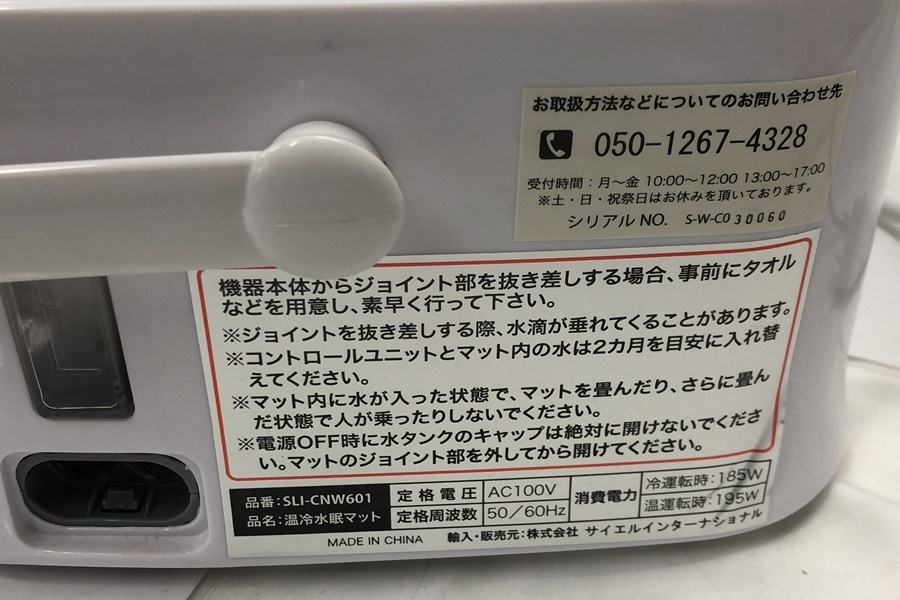 お取扱方法などについてのお問い合わせ先
050-1267-4328
受付時間：月〜金 10:00〜12:00 13:00〜17:00
※土・日・祝祭日はお休みを頂いております。
シリアルNO. S-W-C0 30060
機器本体からジョイント部を抜き差しする場合、事前にタオル
などを用意し、素早く行って下さい。
※ジョイントを抜き差しする際、水滴が垂れてくることがあります。
※コントロールユニットとマット内の水は2カ月を目安に入れ替
えてください。
※マット内に水が入った状態で、マットを畳んだり、さらに畳ん
だ状態で人が乗ったりしないでください。
※電源OFF時に水タンクのキャップは絶対に開けないでくださ
い。マットのジョイント部を外してから開けてください。
品番：SLI-CNW601
品名：温冷水眠マット
定格電圧 AC100V
定格周波数 50／60Hz
消費電力
冷運転時：185W
温運転時：195W
MADE IN CHINA 輸入・販売元：株式会社 サイエルインターナショナル